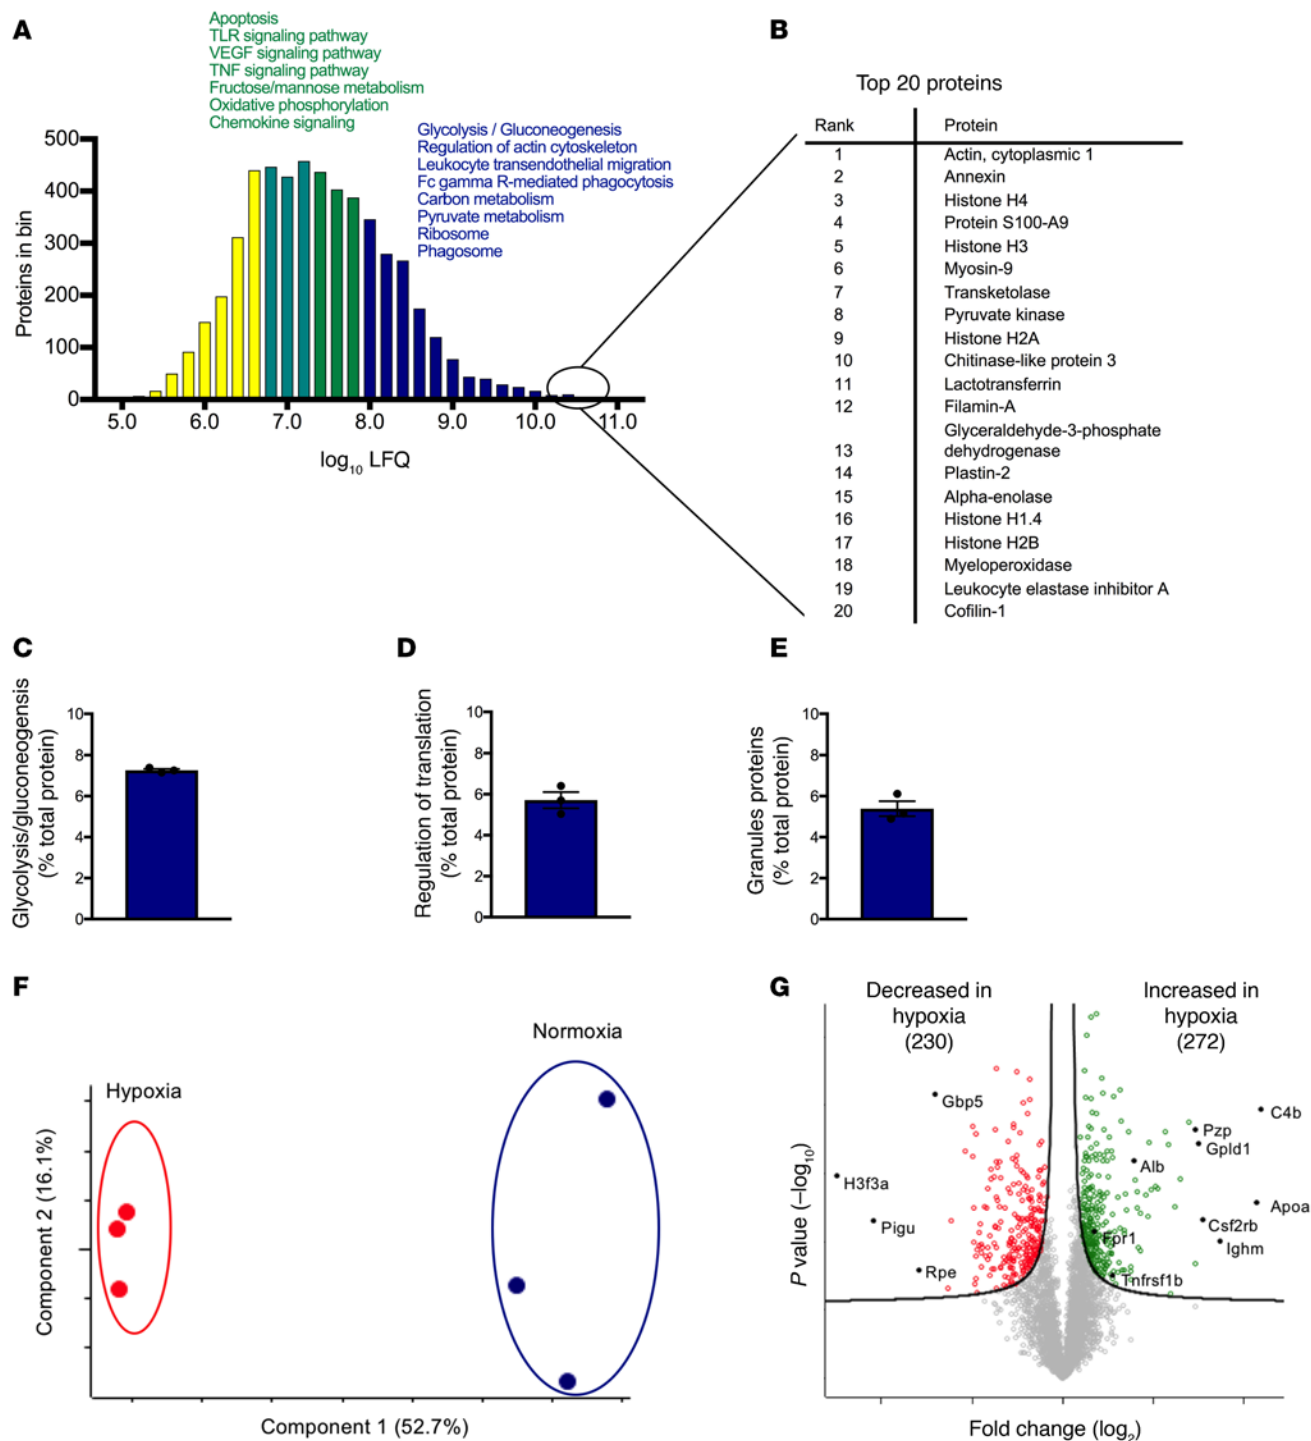 A
Apoptosis
TLR signaling pathway
VEGF signaling pathway
TNF signaling pathway
Fructose/mannose metabolism
Oxidative phosphorylation
Chemokine signaling
Glycolysis / Gluconeogenesis
Regulation of actin cytoskeleton
Leukocyte transendothelial migration
Fc gamma R-mediated phagocytosis
Carbon metabolism
Pyruvate metabolism
Ribosome
Phagosome
Proteins in bin
500
400
300
200
100
0
5.0 6.0 7.0 8.0 9.0 10.0 11.0
log10 LFQ
B
Top 20 proteins
Rank Protein
1 Actin, cytoplasmic 1
2 Annexin
3 Histone H4
4 Protein S100-A9
5 Histone H3
6 Myosin-9
7 Transketolase
8 Pyruvate kinase
9 Histone H2A
10 Chitinase-like protein 3
11 Lactotransferrin
12 Filamin-A
Glyceraldehyde-3-phosphate
13 dehydrogenase
14 Plastin-2
15 Alpha-enolase
16 Histone H1.4
17 Histone H2B
18 Myeloperoxidase
19 Leukocyte elastase inhibitor A
20 Cofilin-1
C
Glycolysis/gluconeogensis
(% total protein)
10
8
6
4
2
0
D
Regulation of translation
(% total protein)
10
8
6
4
2
0
E
Granules proteins
(% total protein)
10
8
6
4
2
0
F
Hypoxia
Normoxia
Component 2 (16.1%)
Component 1 (52.7%)
G
Decreased in
hypoxia
(230)
Increased in
hypoxia
(272)
Gbp5
H3f3a
Pigu
Rpe
C4b
Pzp
Gpld1
Alb
Apoa
Csf2rb
Fpr1
Ighm
Tnfrsf1b
P value (–log10)
Fold change (log2)